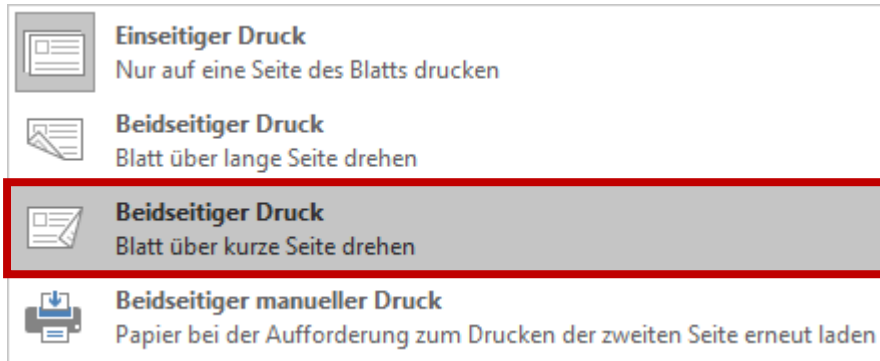 Einseitiger Druck
Nur auf eine Seite des Blatts drucken
Beidseitiger Druck
Blatt über lange Seite drehen
Beidseitiger Druck
Blatt über kurze Seite drehen
Beidseitiger manueller Druck
Papier bei der Aufforderung zum Drucken der zweiten Seite erneut laden